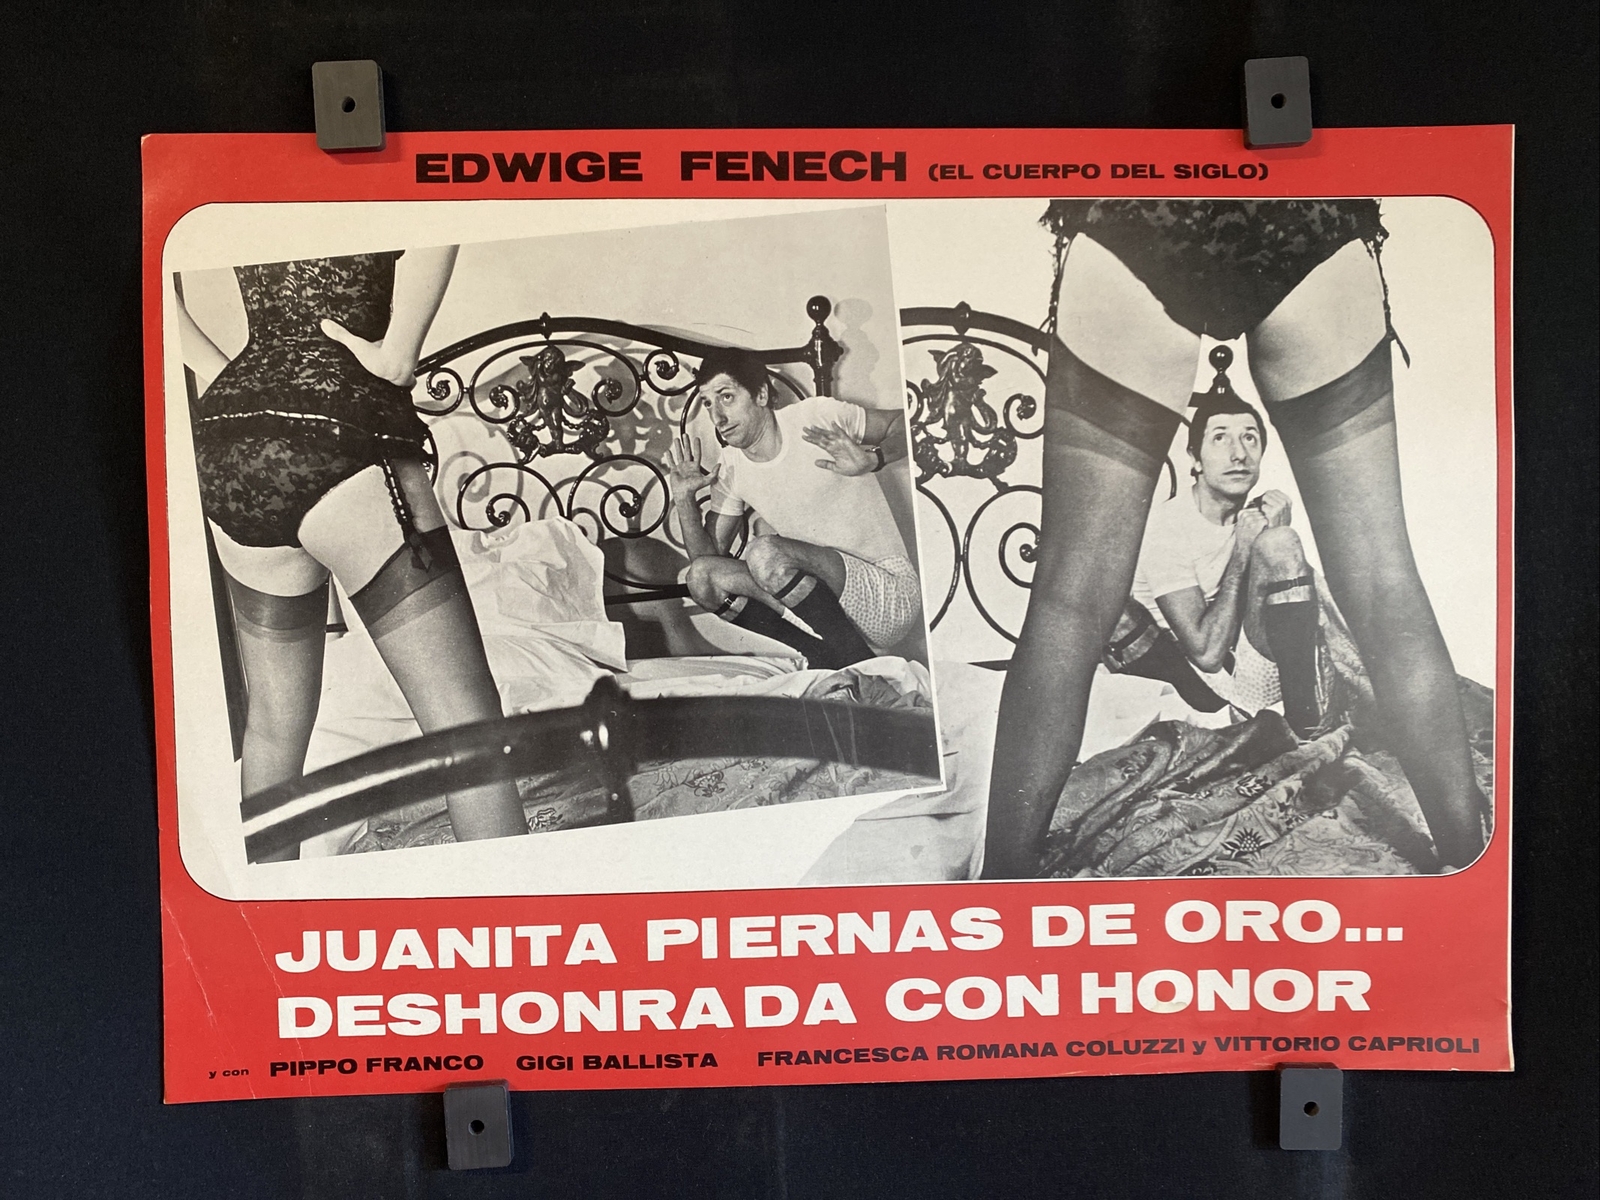 EDWIGE FENECH (EL CUERPO DEL SIGLO)
JUANITA PIERNAS DE ORO...
DESHONRADA CON HONOR
y con PIPPO FRANCO GIGI BALLISTA FRANCESCA ROMANA COLUZZI y VITTORIO CAPRIOLI